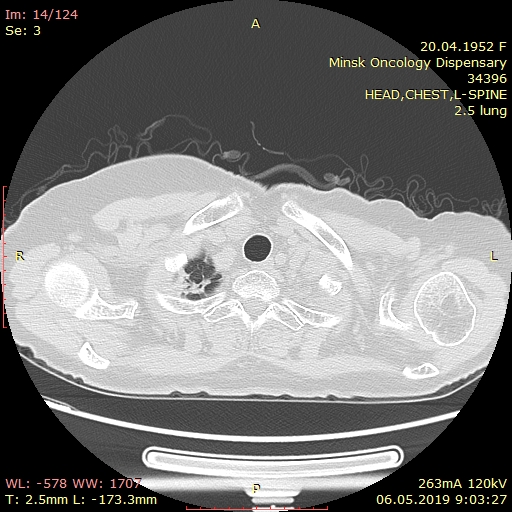 Im: 14/124
Se: 3
A
20.04.1952 F
Minsk Oncology Dispensary
34396
HEAD,CHEST,L-SPINE
2.5 lung
R
L
WL: -578 WW: 1707
T: 2.5mm L: -173.3mm
P
263mA 120kV
06.05.2019 9:03:27